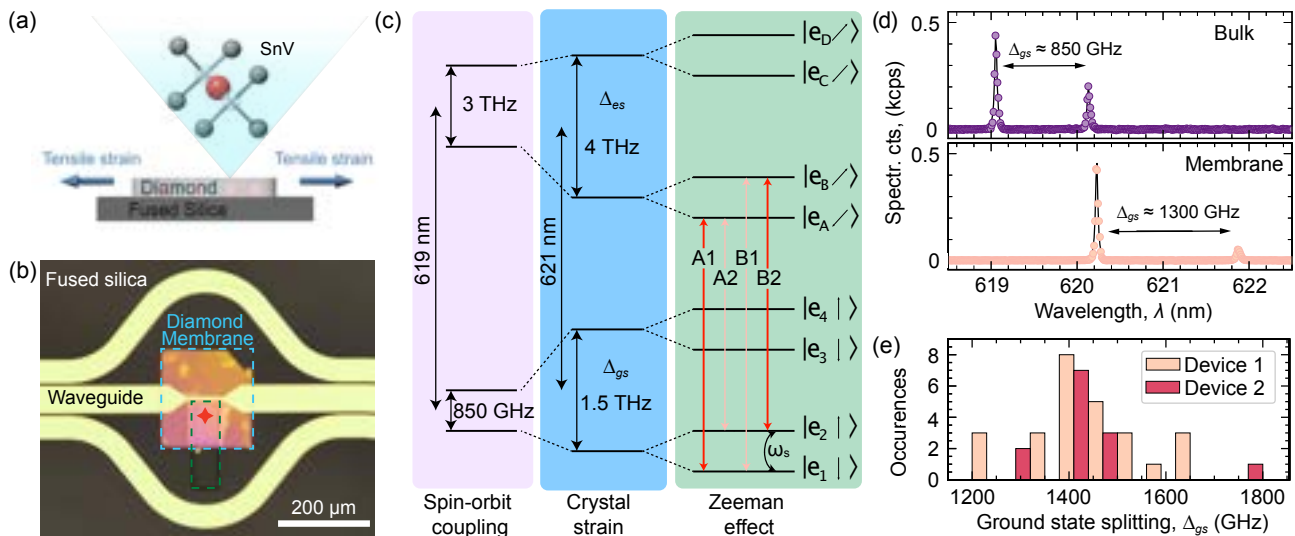 (a)
SnV
Tensile strain
Tensile strain
Diamond
Fused Silica
(b)
Fused silica
Diamond Membrane
Waveguide
200 µm
(c)
3 THz
619 nm
850 GHz
Spin-orbit coupling
Δes
4 THz
621 nm
Δgs
1.5 THz
Crystal strain
|eD ⟋⟩
|eC ⟋⟩
|eB ⟋⟩
|eA ⟋⟩
A1
A2
B1
B2
|e4 |⟩
|e3 |⟩
|e2 |⟩
ωs
|e1 |⟩
Zeeman effect
(d)
Spectr. cts, (kcps)
0.5
0
Bulk
Δgs ≈ 850 GHz
0.5
0
Membrane
Δgs ≈ 1300 GHz
619 620 621 622
Wavelength, λ (nm)
(e)
Occurences
8
6
4
2
0
Device 1
Device 2
1200 1400 1600 1800
Ground state splitting, Δgs (GHz)